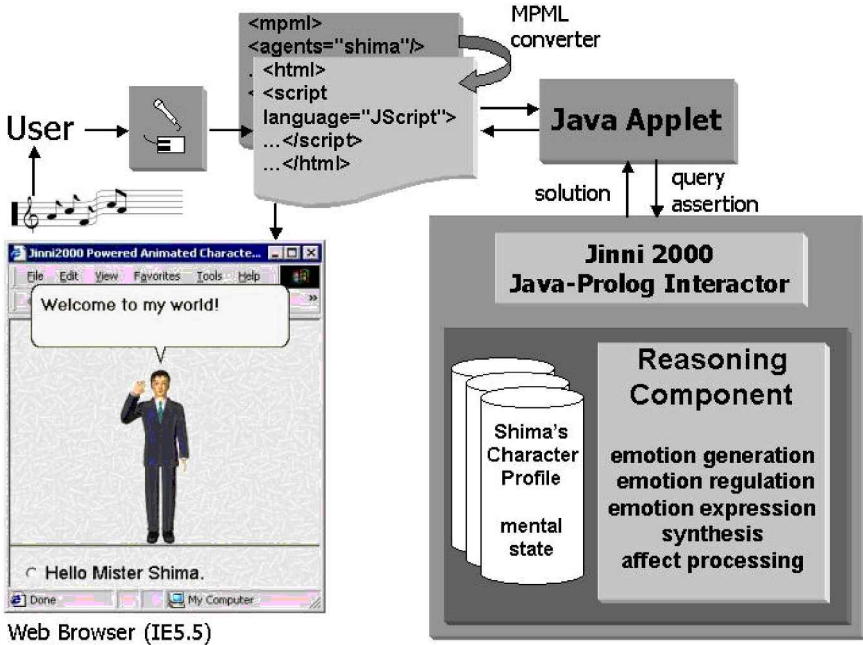 <mpml>
<agents="shima"/>
. <html>
< <script
language="JScript">
...</script>
...</html>
MPML
converter
User
Java Applet
solution
query
assertion
Jinni 2000
Java-Prolog Interactor
Jinni2000 Powered Animated Characte...
File Edit View Favorites Tools Help
»
Welcome to my world!
Hello Mister Shima.
Done
My Computer
Web Browser (IE5.5)
Shima's
Character
Profile
mental
state
Reasoning
Component
emotion generation
emotion regulation
emotion expression
synthesis
affect processing